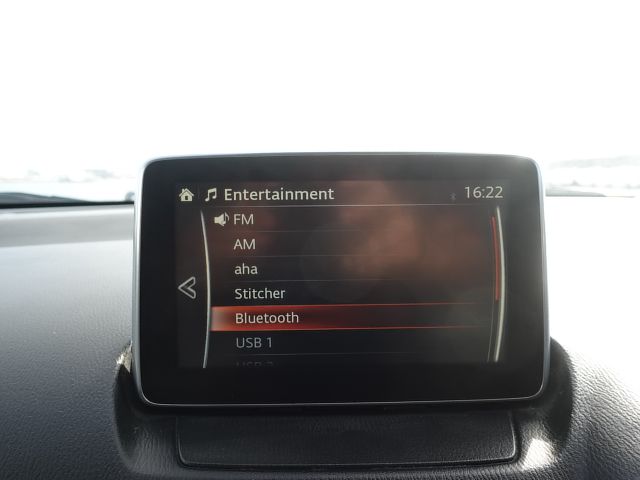 Entertainment 16:22
FM
AM
aha
Stitcher
Bluetooth
USB 1